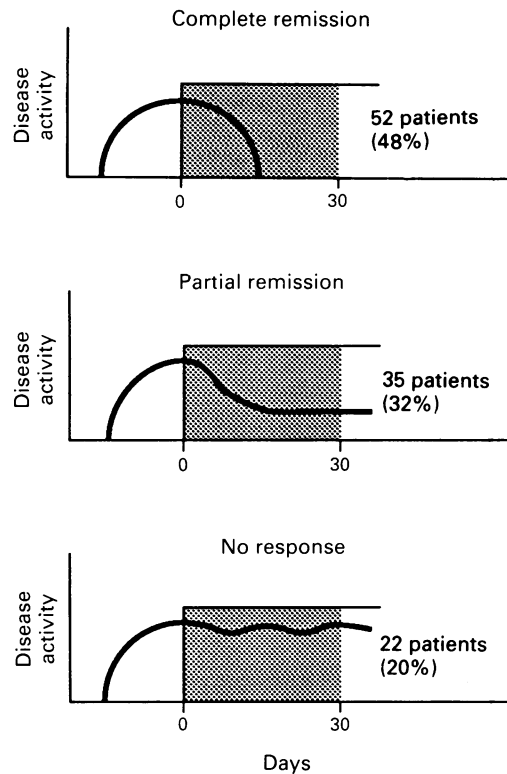 Complete remission
Disease
activity
52 patients
(48%)
0
30
Partial remission
Disease
activity
35 patients
(32%)
0
30
No response
Disease
activity
22 patients
(20%)
0
30
Days